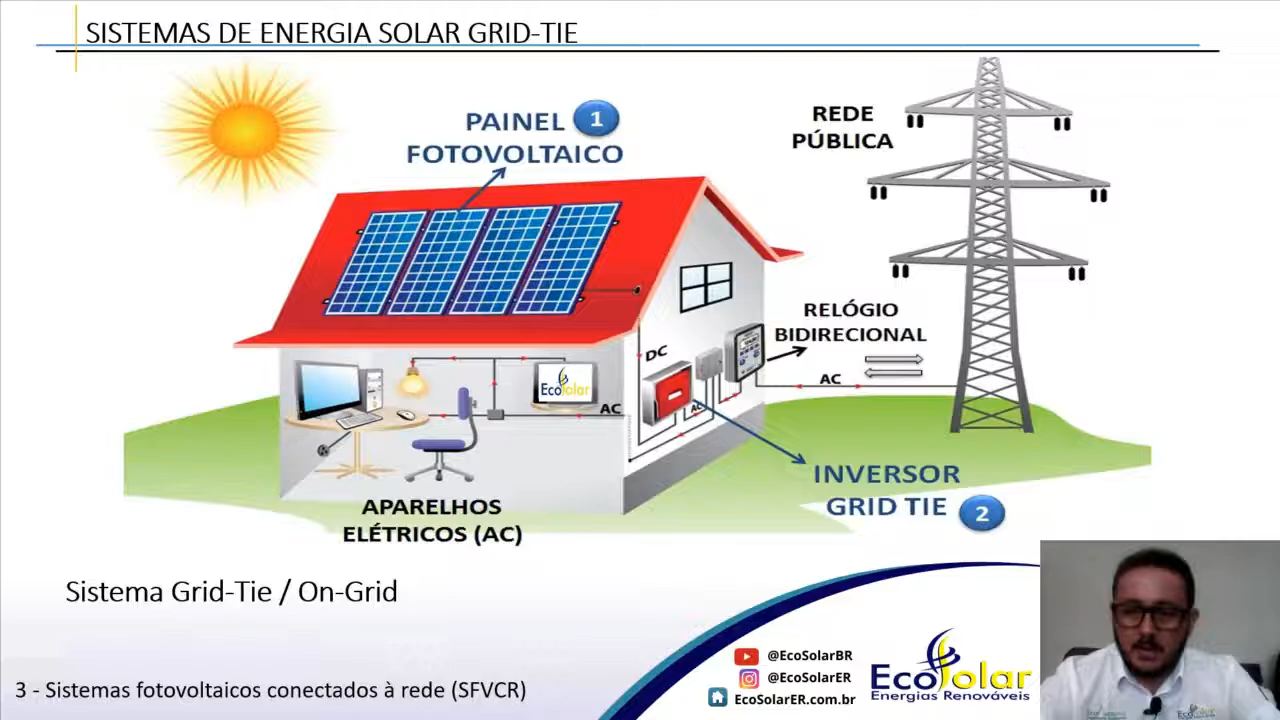 SISTEMAS DE ENERGIA SOLAR GRID-TIE
PAINEL 1
FOTOVOLTAICO
REDE
PÚBLICA
RELÓGIO
BIDIRECIONAL
DC
AC
AC
AC
EcoSolar
INVERSOR
GRID TIE 2
APARELHOS
ELÉTRICOS (AC)
Sistema Grid-Tie / On-Grid
3 - Sistemas fotovoltaicos conectados à rede (SFVCR)
@EcoSolarBR
@EcoSolarER
EcoSolarER.com.br
EcoSolar
Energias Renováveis